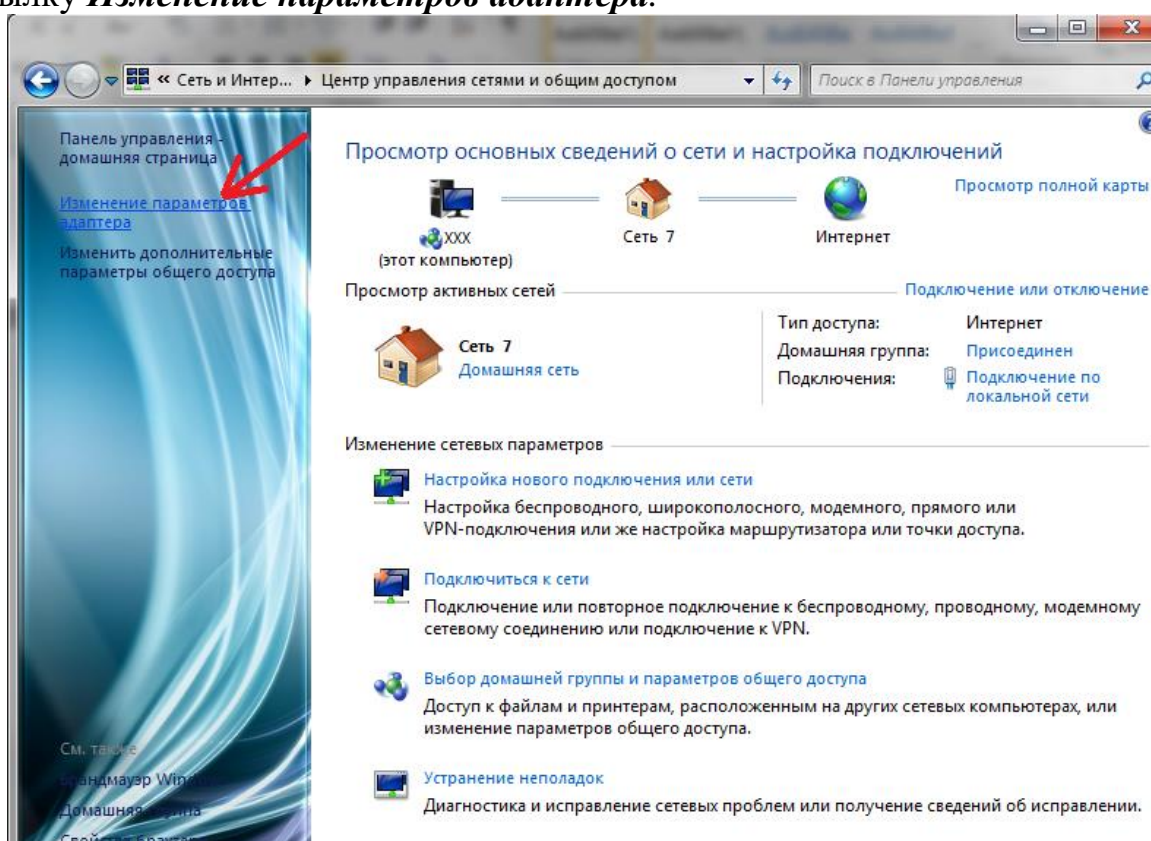 ылку Изменение параметров адаптера.
« Сеть и Интер... Центр управления сетями и общим доступом
Поиск в Панели управления
Панель управления -
домашняя страница
Изменение параметров
адаптера
Изменить дополнительные
параметры общего доступа
См. также
Брандмауэр
Домашняя группа
Просмотр основных сведений о сети и настройка подключений
Просмотр полной карты
XXX
(этот компьютер)
Сеть 7
Интернет
Просмотр активных сетей
Подключение или отключение
Сеть 7
Домашняя сеть
Тип доступа: Интернет
Домашняя группа: Присоединен
Подключения: Подключение по
локальной сети
Изменение сетевых параметров
Настройка нового подключения или сети
Настройка беспроводного, широкополосного, модемного, прямого или
VPN-подключения или же настройка маршрутизатора или точки доступа.
Подключиться к сети
Подключение или повторное подключение к беспроводному, проводному, модемному
сетевому соединению или подключение к VPN.
Выбор домашней группы и параметров общего доступа
Доступ к файлам и принтерам, расположенным на других сетевых компьютерах, или
изменение параметров общего доступа.
Устранение неполадок
Диагностика и исправление сетевых проблем или получение сведений об исправлении.